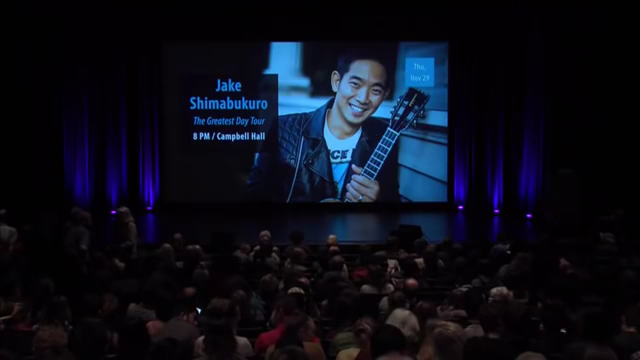 Jake
Shimabukuro
The Greatest Day Tour
8 PM / Campbell Hall
Thu,
Nov 29